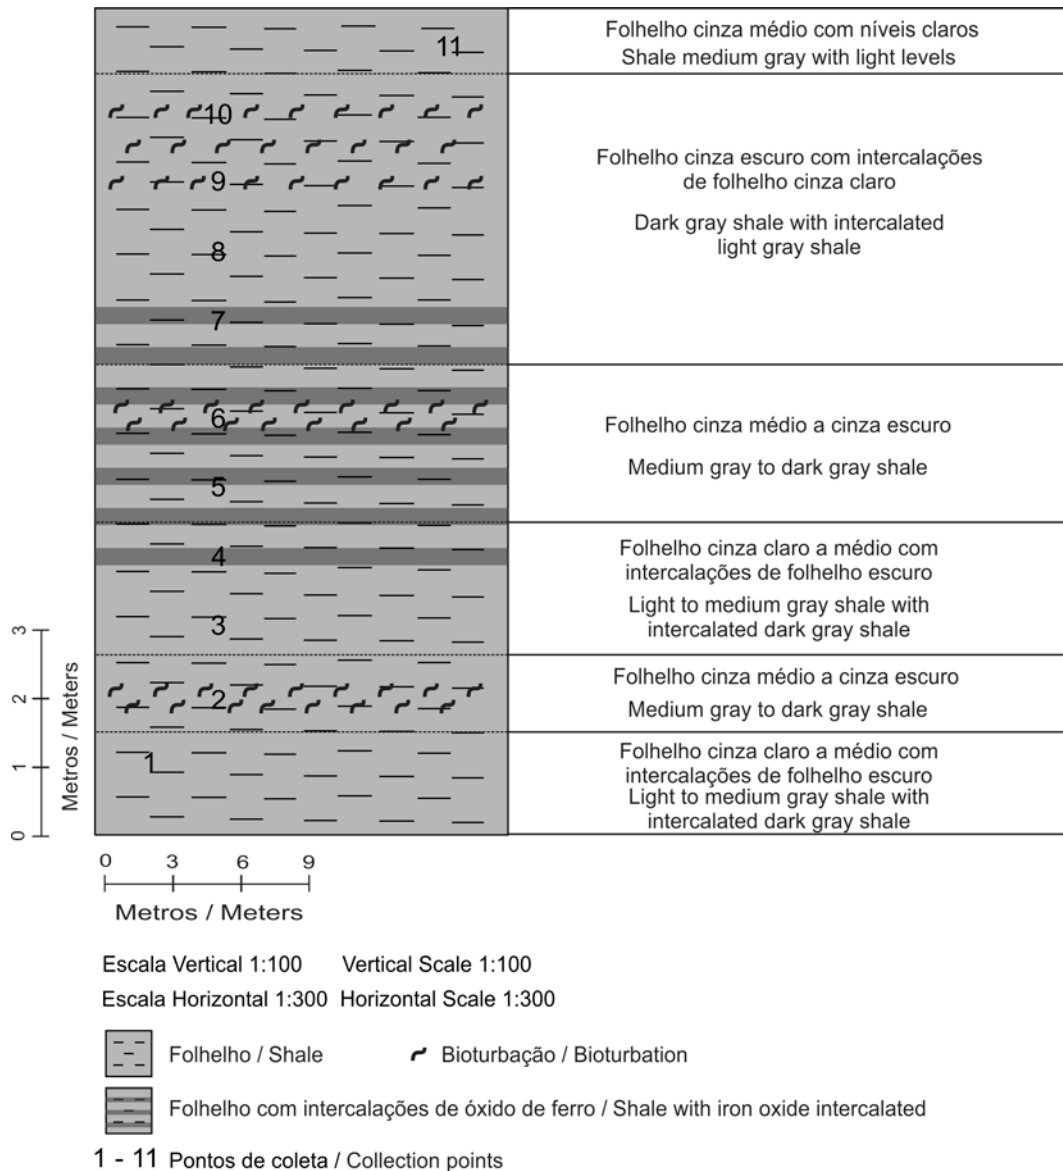 11
Folhelho cinza médio com níveis claros
Shale medium gray with light levels
10
9
8
7
Folhelho cinza escuro com intercalações
de folhelho cinza claro
Dark gray shale with intercalated
light gray shale
6
5
Folhelho cinza médio a cinza escuro
Medium gray to dark gray shale
4
3
Folhelho cinza claro a médio com
intercalações de folhelho escuro
Light to medium gray shale with
intercalated dark gray shale
2
Folhelho cinza médio a cinza escuro
Medium gray to dark gray shale
1
Folhelho cinza claro a médio com
intercalações de folhelho escuro
Light to medium gray shale with
intercalated dark gray shale
3
2
1
0
Metros / Meters
0 3 6 9
Metros / Meters
Escala Vertical 1:100 Vertical Scale 1:100
Escala Horizontal 1:300 Horizontal Scale 1:300
Folhelho / Shale
Bioturbação / Bioturbation
Folhelho com intercalações de óxido de ferro / Shale with iron oxide intercalated
1 - 11 Pontos de coleta / Collection points